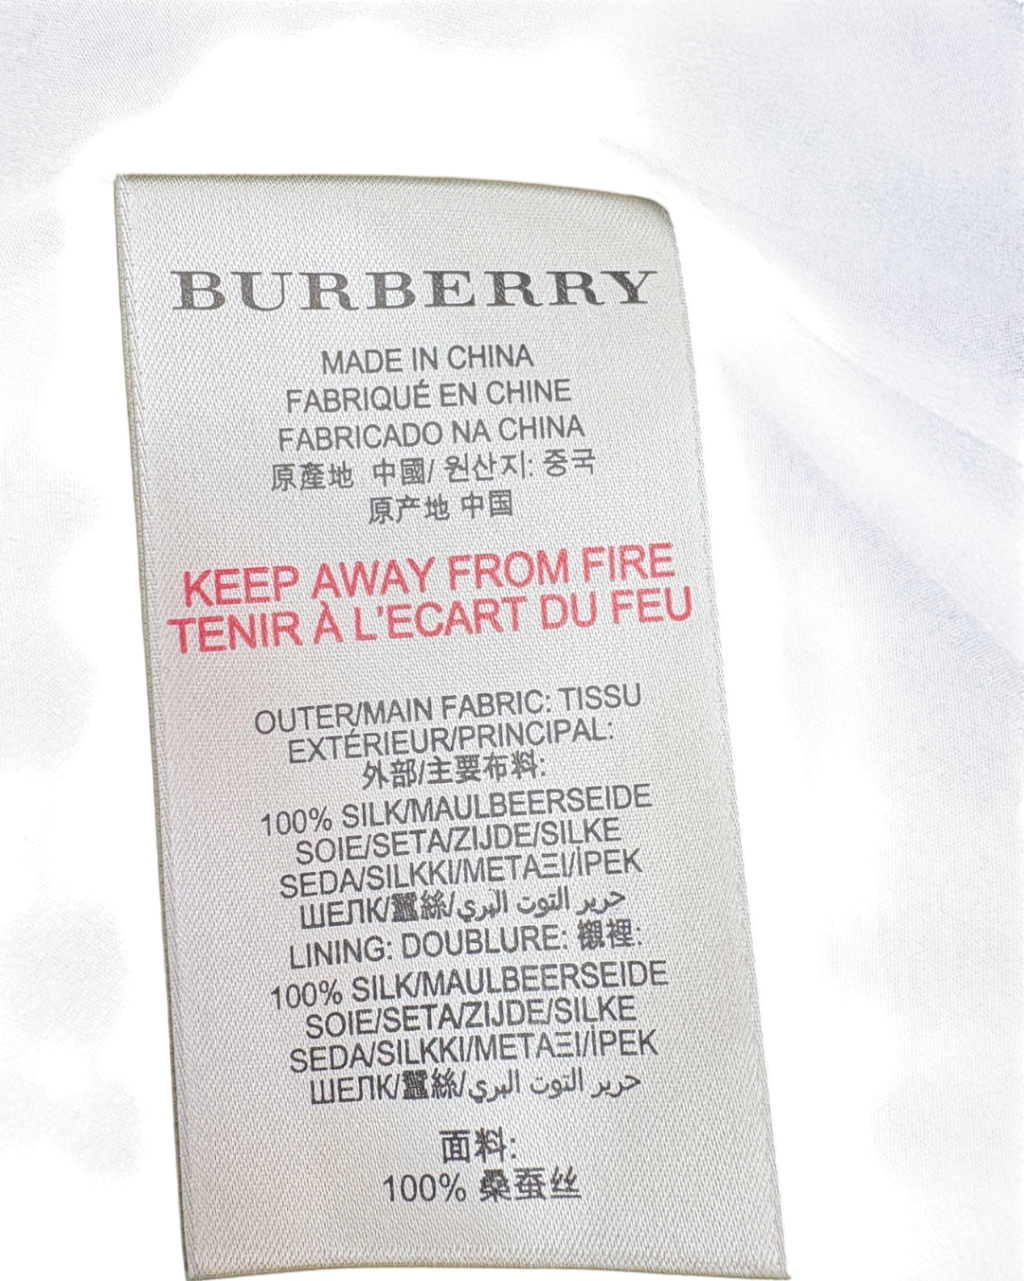 BURBERRY
MADE IN CHINA
FABRIQUÉ EN CHINE
FABRICADO NA CHINA
原產地 中國/ 원산지: 중국
原产地 中国
KEEP AWAY FROM FIRE
TENIR À L'ECART DU FEU
OUTER/MAIN FABRIC: TISSU
EXTÉRIEUR/PRINCIPAL:
外部/主要布料:
100% SILK/MAULBEERSEIDE
SOIE/SETA/ZIJDE/SILKE
SEDA/SILKKI/ΜΕΤΑΞΙ/İPEK
ШЕЛК/蠶絲/حرير التوت البري
LINING: DOUBLURE: 襯裡:
100% SILK/MAULBEERSEIDE
SOIE/SETA/ZIJDE/SILKE
SEDA/SILKKI/ΜΕΤΑΞΙ/İPEK
ШЕЛК/蠶絲/حرير التوت البري
面料:
100% 桑蚕丝